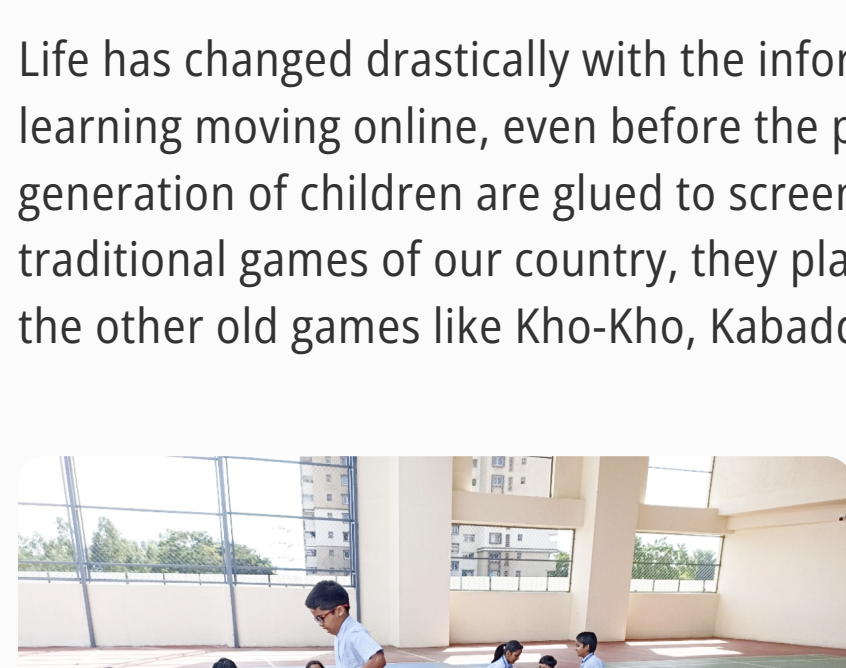 Life has changed drastically with the
learning moving online, even before the
generation of children are glued to
traditional games of our country, they
the other old games like Kho-Kho,